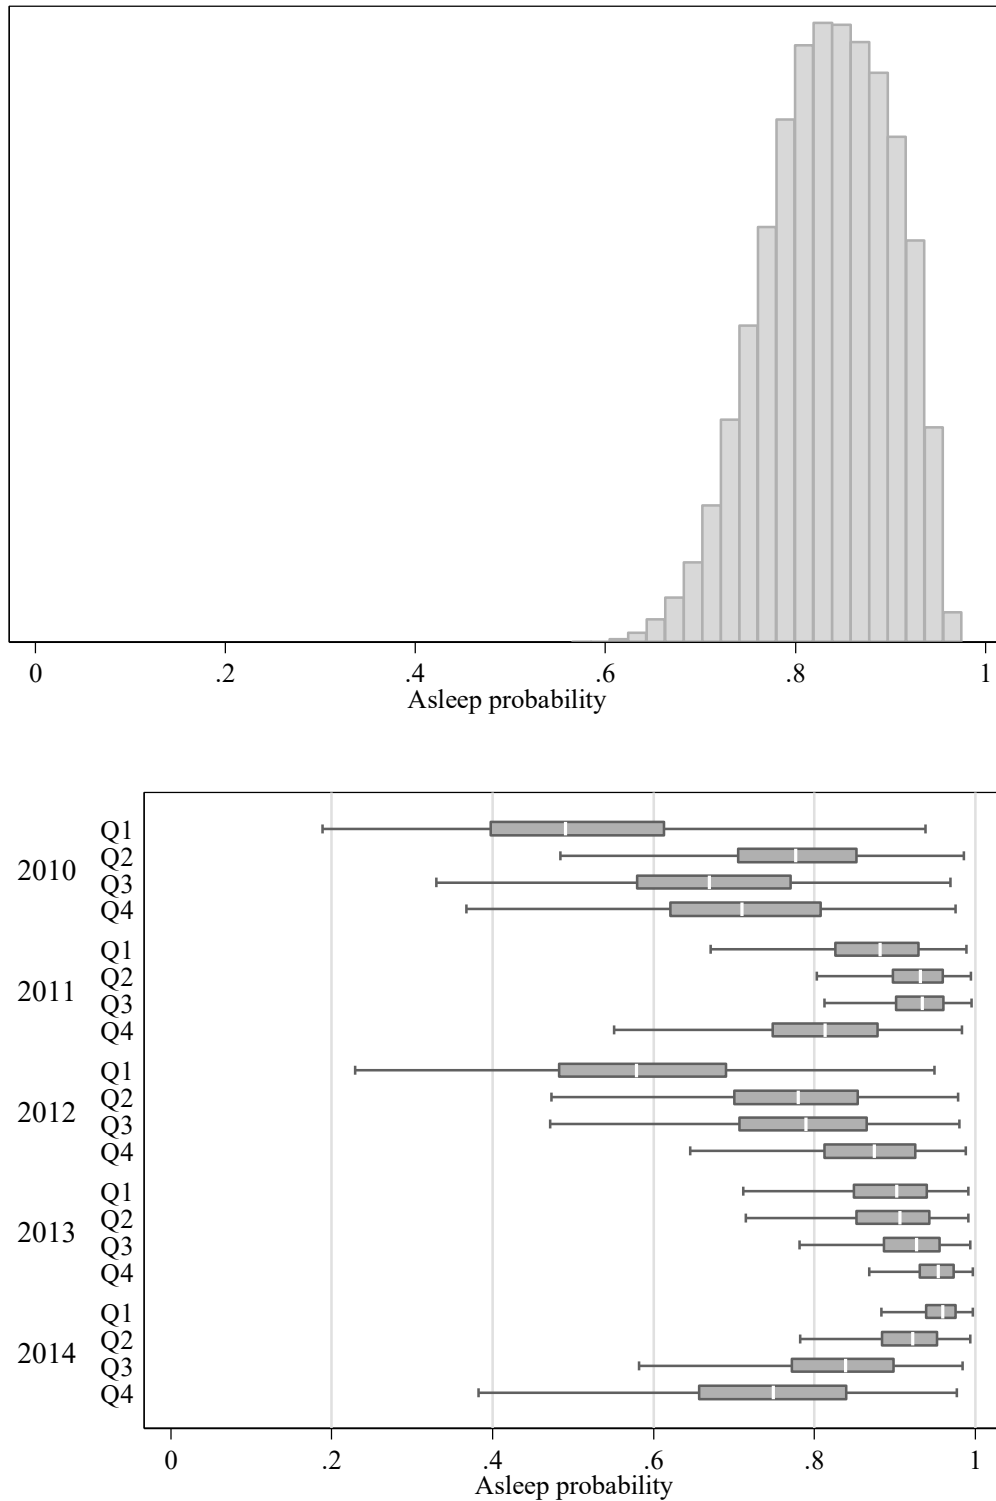 0 .2 .4 .6 .8 1
Asleep probability
2010
Q1
Q2
Q3
Q4
2011
Q1
Q2
Q3
Q4
2012
Q1
Q2
Q3
Q4
2013
Q1
Q2
Q3
Q4
2014
Q1
Q2
Q3
Q4
0 .2 .4 .6 .8 1
Asleep probability